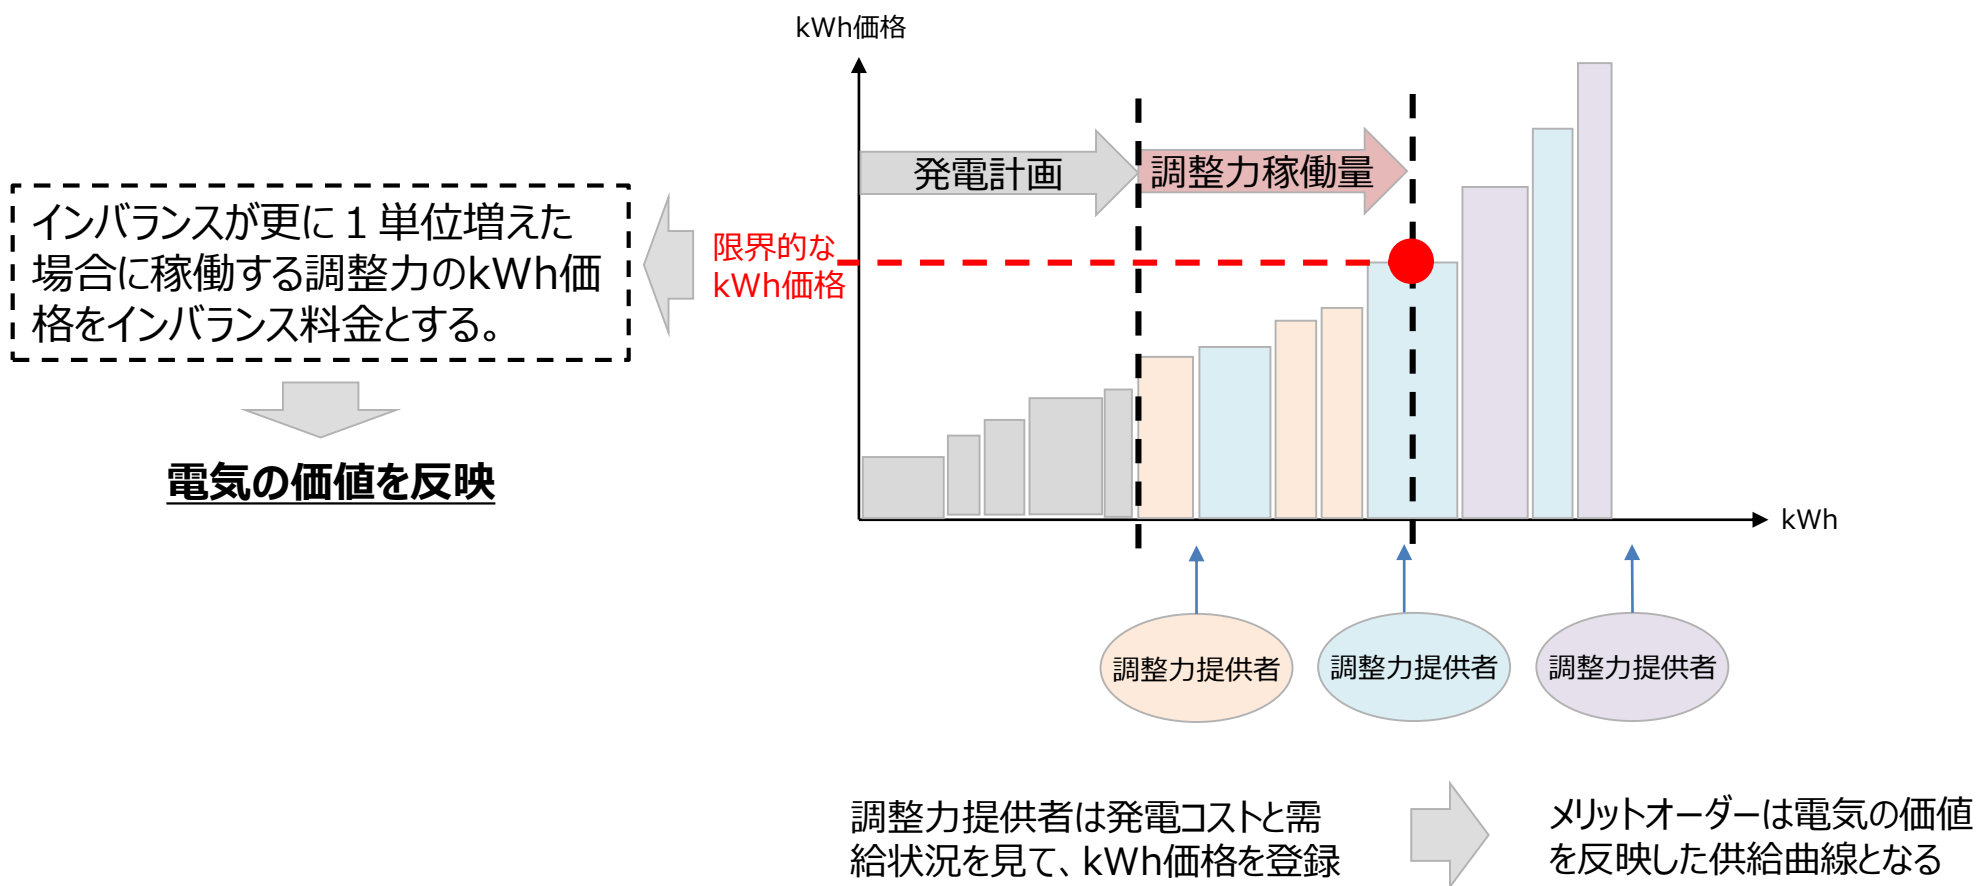 kWh価格
発電計画
調整力稼働量
インバランスが更に１単位増えた
場合に稼働する調整力のkWh価
格をインバランス料金とする。
限界的な
kWh価格
電気の価値を反映
kWh
調整力提供者
調整力提供者
調整力提供者
調整力提供者は発電コストと需
給状況を見て、kWh価格を登録
メリットオーダーは電気の価値
を反映した供給曲線となる